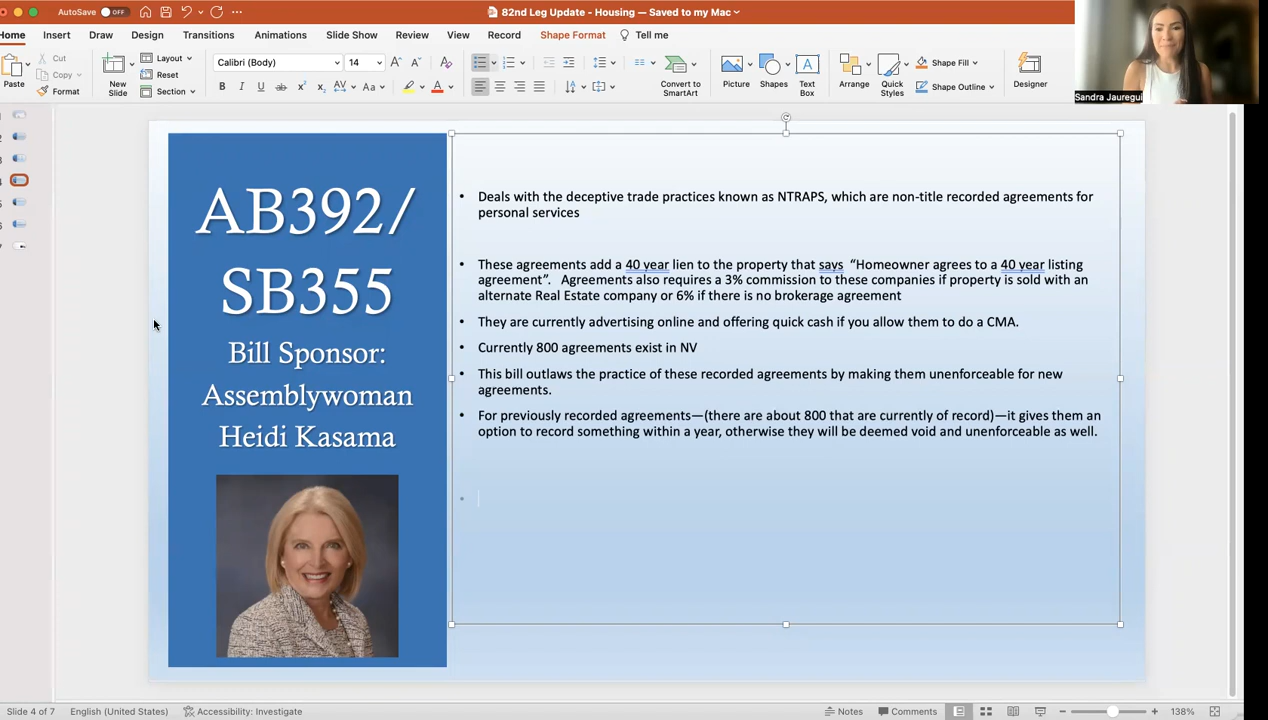 AutoSave OFF
82nd Leg Update - Housing — Saved to my Mac
Home Insert Draw Design Transitions Animations Slide Show Review View Record Shape Format Tell me
Paste
Cut
Copy
Format
New
Slide
Layout
Reset
Section
Calibri (Body) 14
Convert to
SmartArt
Picture
Shapes
Text
Box
Arrange
Quick
Styles
Shape Fill
Shape Outline
Designer
Sandra Jauregui
AB392/
SB355
Bill Sponsor:
Assemblywoman
Heidi Kasama
• Deals with the deceptive trade practices known as NTRAPS, which are non-title recorded agreements for
personal services
• These agreements add a 40 year lien to the property that says “Homeowner agrees to a 40 year listing
agreement”. Agreements also requires a 3% commission to these companies if property is sold with an
alternate Real Estate company or 6% if there is no brokerage agreement
• They are currently advertising online and offering quick cash if you allow them to do a CMA.
• Currently 800 agreements exist in NV
• This bill outlaws the practice of these recorded agreements by making them unenforceable for new
agreements.
• For previously recorded agreements—(there are about 800 that are currently of record)—it gives them an
option to record something within a year, otherwise they will be deemed void and unenforceable as well.
Slide 4 of 7 English (United States) Accessibility: Investigate Notes Comments 138%